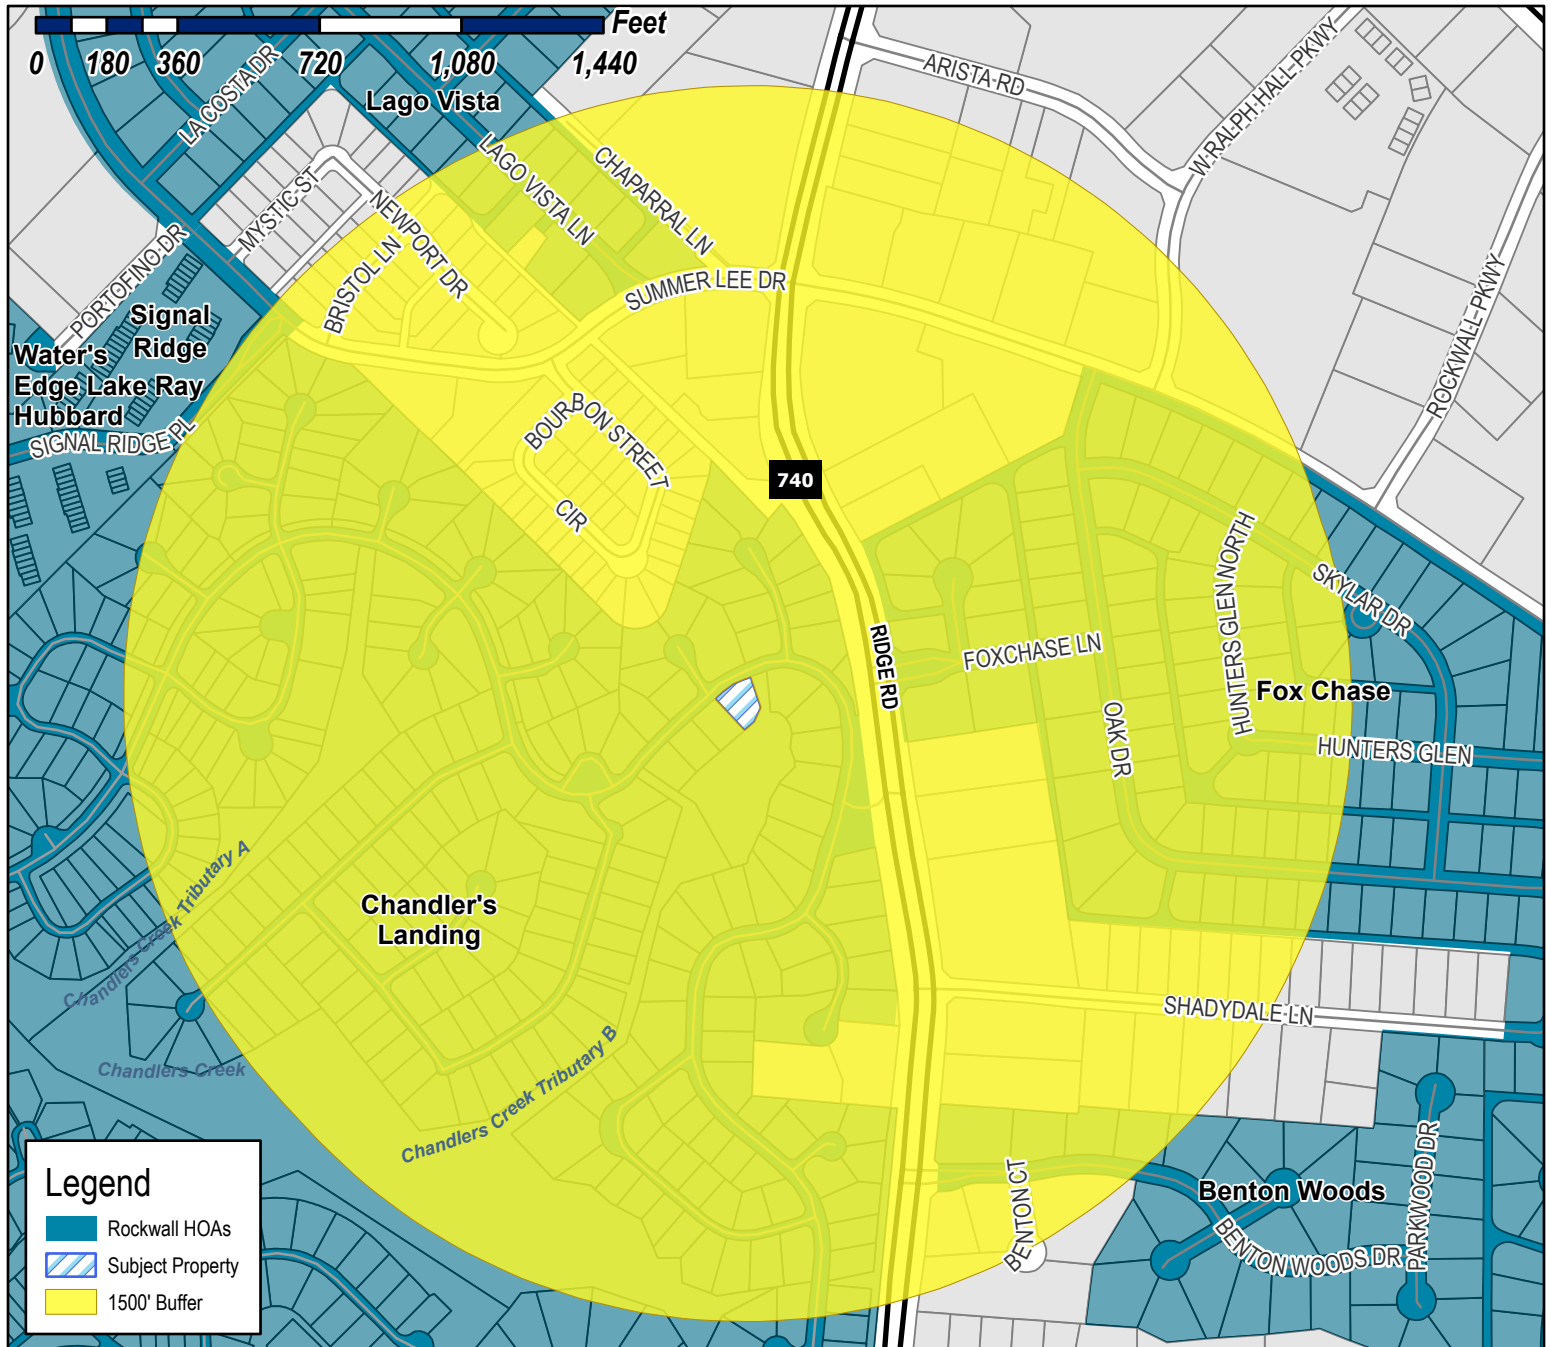 Feet
0 180 360 720 1,080 1,440
LA COSTA DR
Lago Vista
ARISTA RD
W RALPH HALL PKWY
LAGO VISTA LN
CHAPARRAL LN
MYSTIC ST
NEWPORT DR
BRISTOL LN
PORTOFINO DR
SUMMER LEE DR
ROCKWALL PKWY
Signal
Ridge
Water's
Edge Lake Ray
Hubbard
SIGNAL RIDGE PL
BOURBON STREET
CIR
740
HUNTERS GLEN NORTH
SKYLAR DR
RIDGE RD
FOXCHASE LN
Fox Chase
OAK DR
HUNTERS GLEN
Chandlers Creek Tributary A
Chandler's
Landing
SHADYDALE LN
Chandlers Creek
Chandlers Creek Tributary B
BENTON CT
Benton Woods
PARKWOOD DR
BENTON WOODS DR
Legend
Rockwall HOAs
Subject Property
1500' Buffer